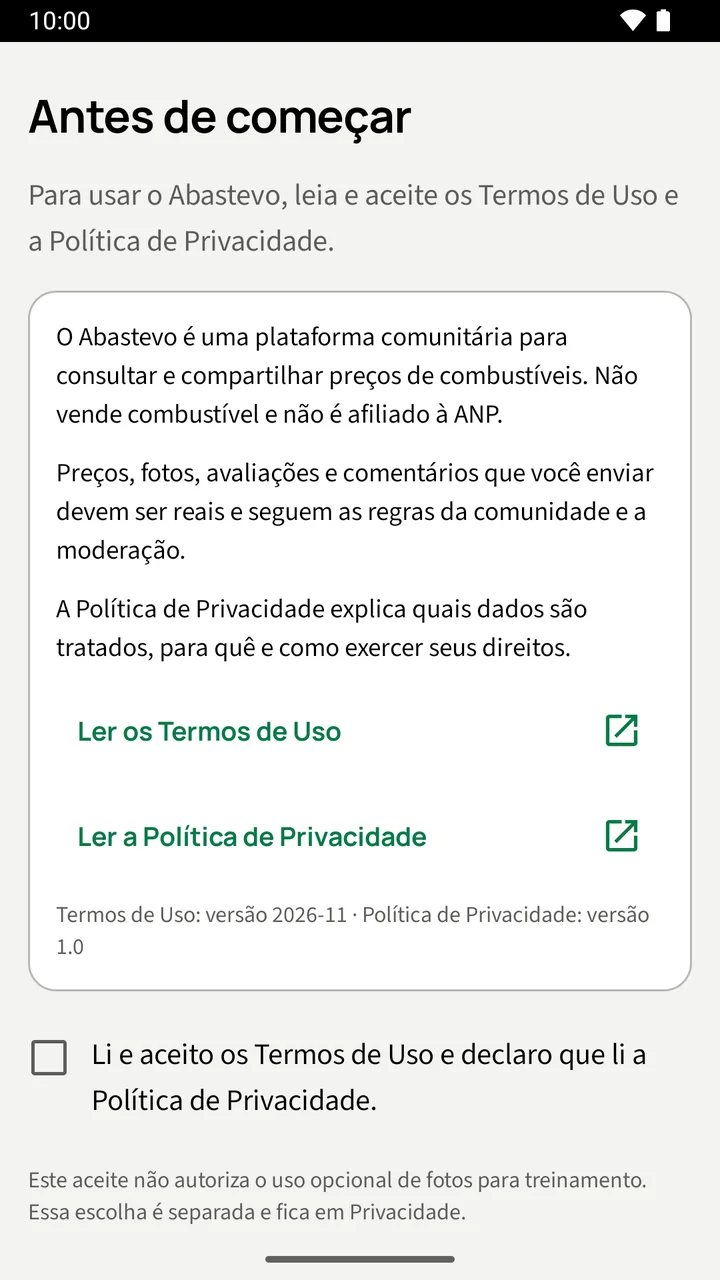 10:00
Antes de começar
Para usar o Abastevo, leia e aceite os Termos de Uso e
a Política de Privacidade.
O Abastevo é uma plataforma comunitária para
consultar e compartilhar preços de combustíveis. Não
vende combustível e não é afiliado à ANP.
Preços, fotos, avaliações e comentários que você enviar
devem ser reais e seguem as regras da comunidade e a
moderação.
A Política de Privacidade explica quais dados são
tratados, para quê e como exercer seus direitos.
Ler os Termos de Uso
Ler a Política de Privacidade
Termos de Uso: versão 2026-11 · Política de Privacidade: versão
1.0
Li e aceito os Termos de Uso e declaro que li a
Política de Privacidade.
Este aceite não autoriza o uso opcional de fotos para treinamento.
Essa escolha é separada e fica em Privacidade.